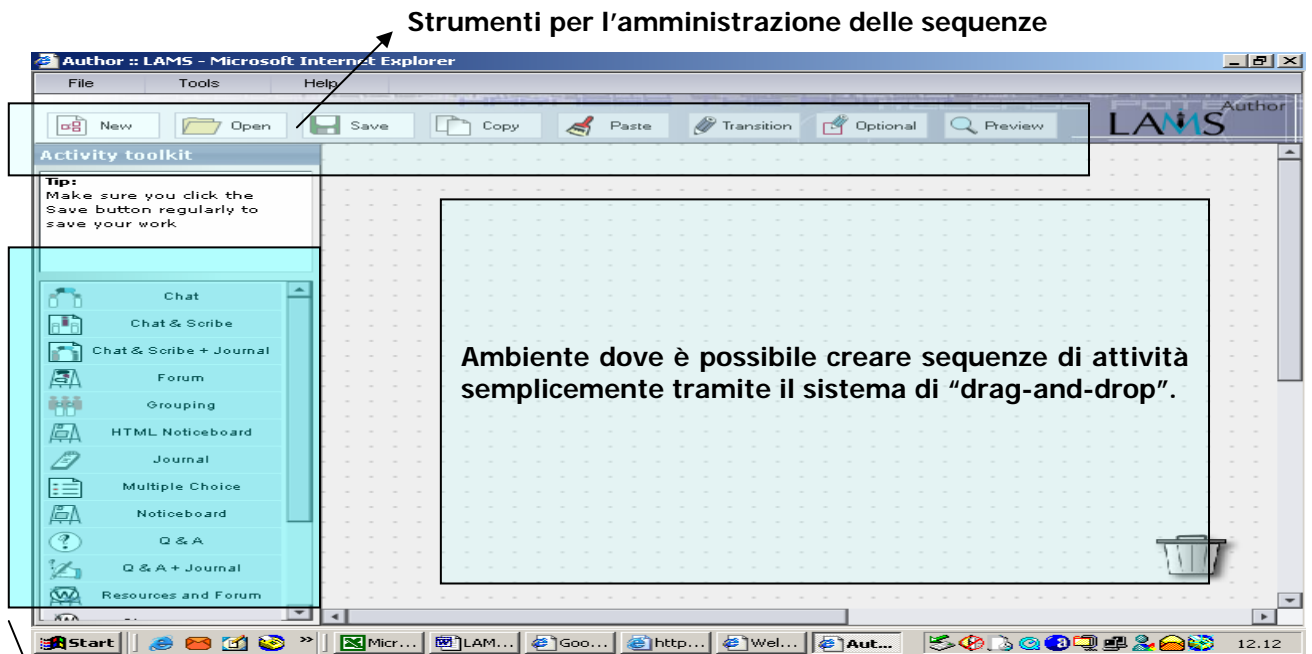 Strumenti per l’amministrazione delle sequenze
Author :: LAMS - Microsoft Internet Explorer
File Tools Help
New Open Save Copy Paste Transition Optional Preview
LAMS Author
Activity toolkit
Tip:
Make sure you click the
Save button regularly to
save your work
Chat
Chat & Scribe
Chat & Scribe + Journal
Forum
Grouping
HTML Noticeboard
Journal
Multiple Choice
Noticeboard
Q & A
Q & A + Journal
Resources and Forum
Ambiente dove è possibile creare sequenze di attività
semplicemente tramite il sistema di “drag-and-drop”.
Start » Micr... LAM... Goo... http... Wel... Aut... 12.12